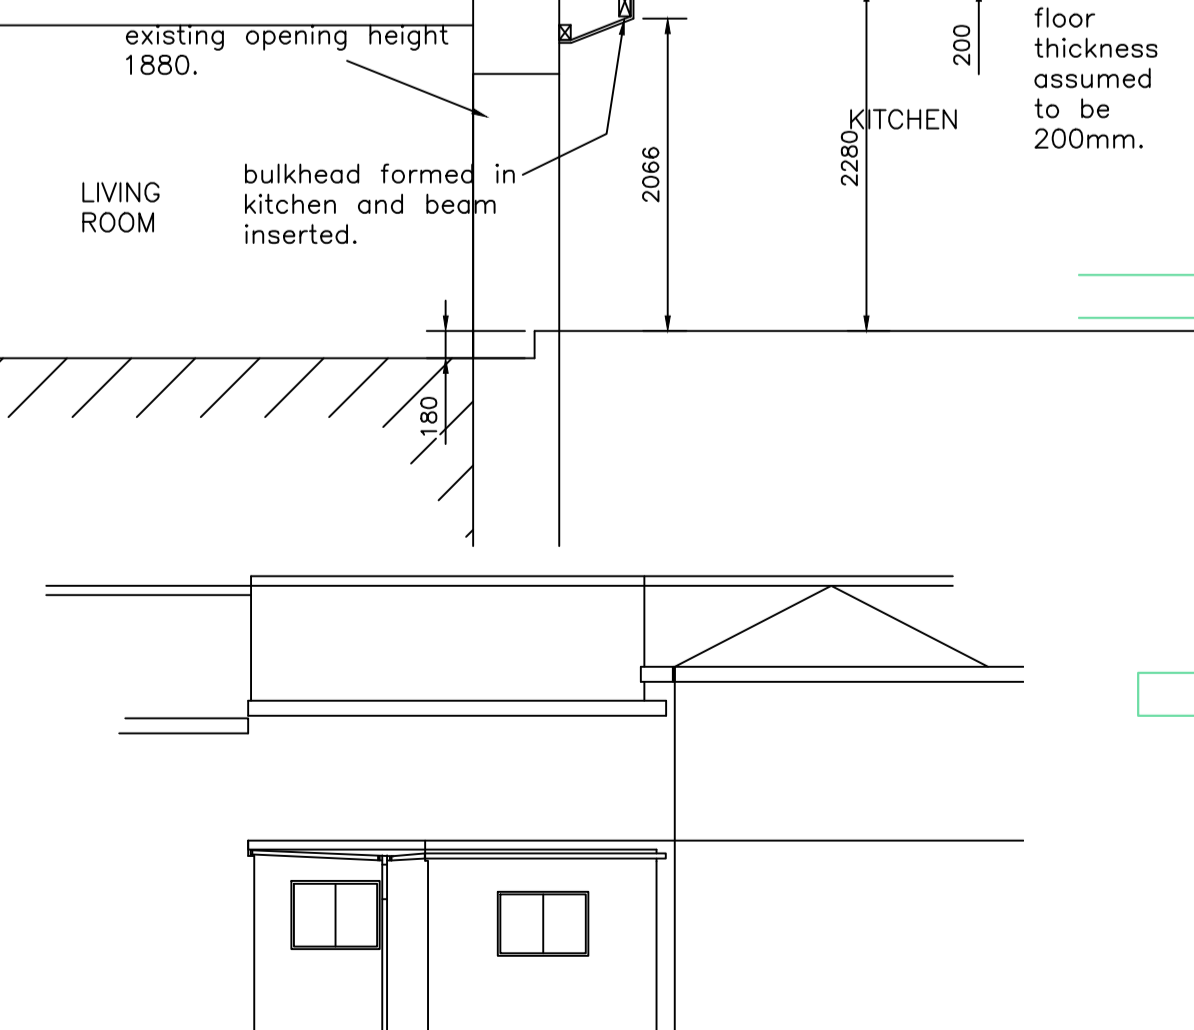 existing opening height
1880.
200
floor
thickness
assumed
to be
200mm.
KITCHEN
2280
2066
bulkhead formed in
kitchen and beam
inserted.
LIVING
ROOM
180